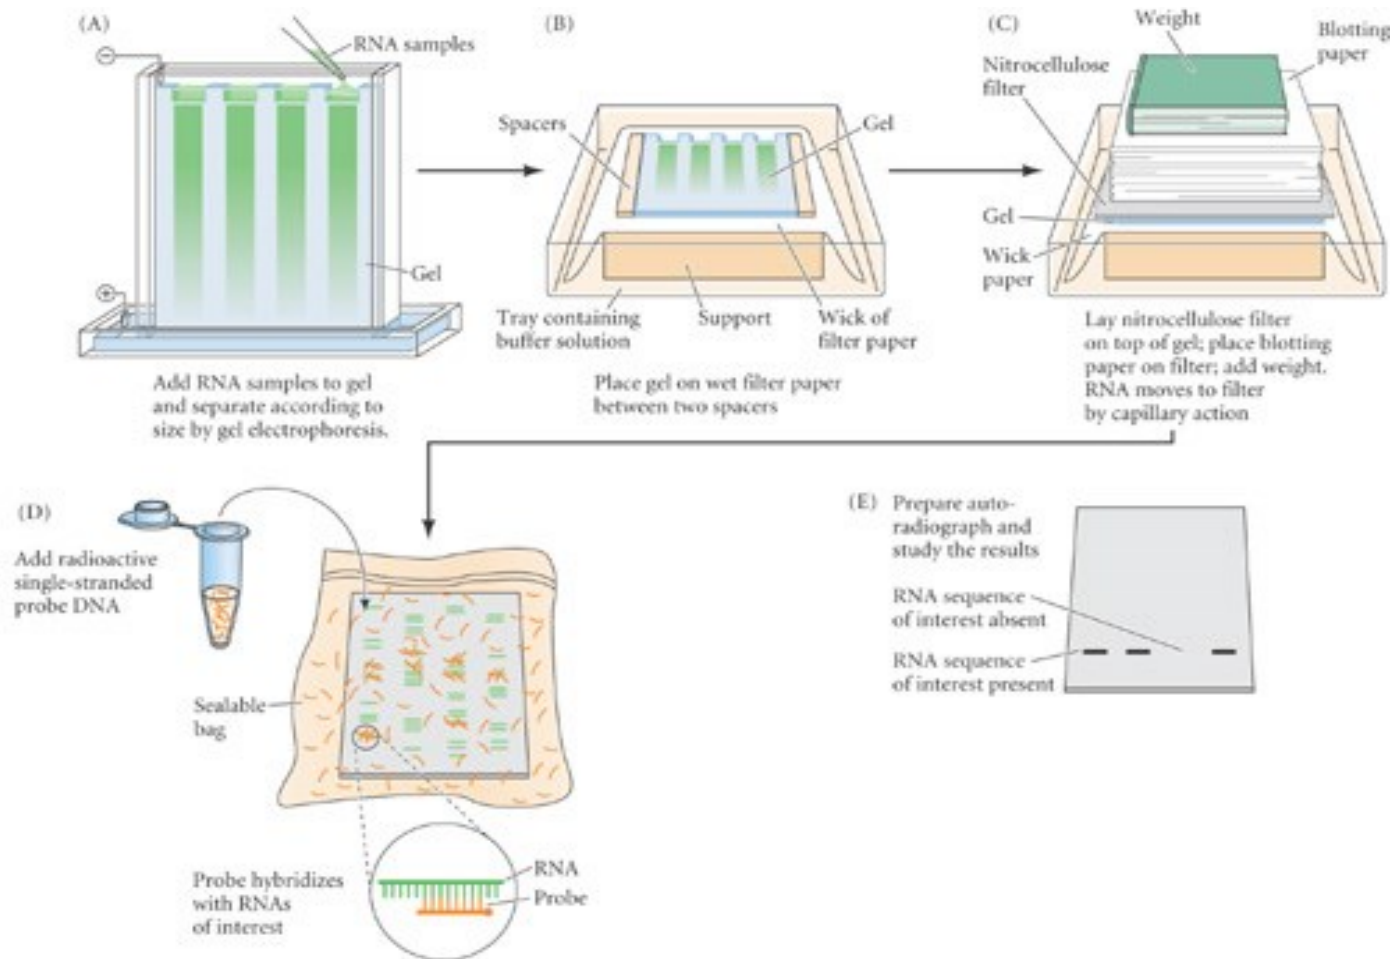 (A)
RNA samples
−
+
Gel
Add RNA samples to gel
and separate according to
size by gel electrophoresis.
(B)
Spacers
Gel
Tray containing
buffer solution
Support
Wick of
filter paper
Place gel on wet filter paper
between two spacers
(C)
Weight
Blotting
paper
Nitrocellulose
filter
Gel
Wick
paper
Lay nitrocellulose filter
on top of gel; place blotting
paper on filter; add weight.
RNA moves to filter
by capillary action
(D)
Add radioactive
single-stranded
probe DNA
Sealable
bag
Probe hybridizes
with RNAs
of interest
RNA
Probe
(E)
Prepare auto-
radiograph and
study the results
RNA sequence
of interest absent
RNA sequence
of interest present